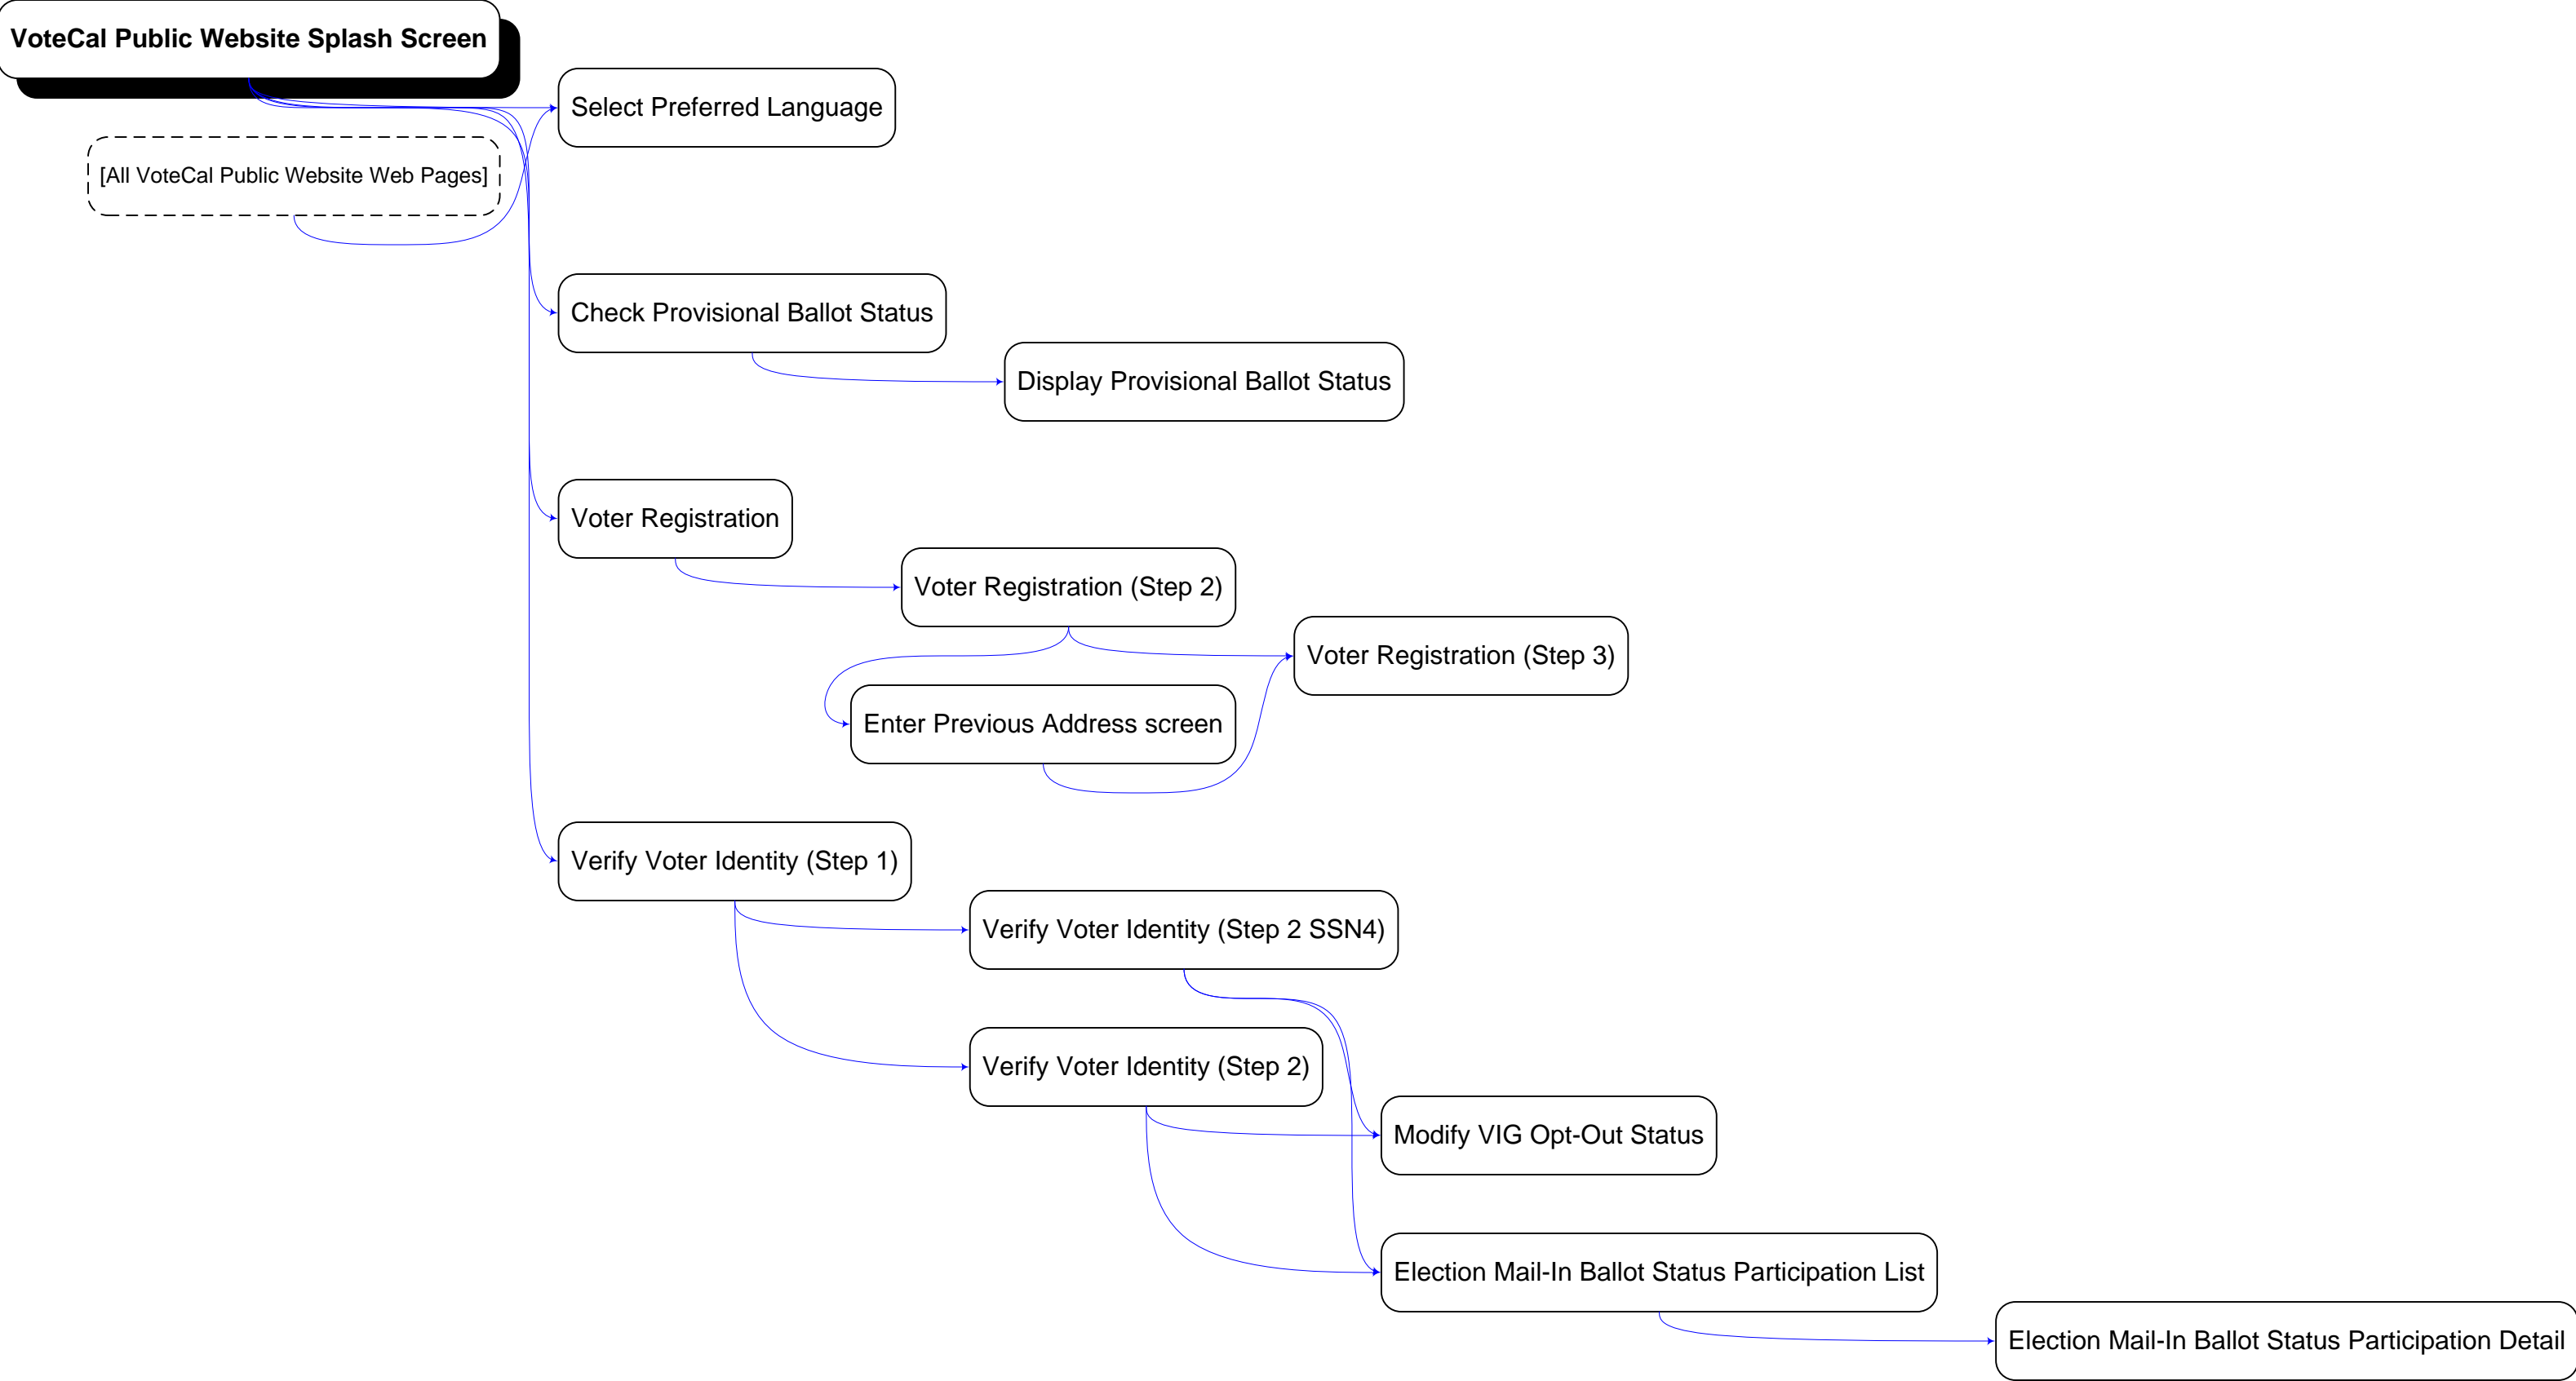 VoteCal Public Website Splash Screen
Select Preferred Language
[All VoteCal Public Website Web Pages]
Check Provisional Ballot Status
Display Provisional Ballot Status
Voter Registration
Voter Registration (Step 2)
Voter Registration (Step 3)
Enter Previous Address screen
Verify Voter Identity (Step 1)
Verify Voter Identity (Step 2 SSN4)
Verify Voter Identity (Step 2)
Modify VIG Opt-Out Status
Election Mail-In Ballot Status Participation List
Election Mail-In Ballot Status Participation Detail